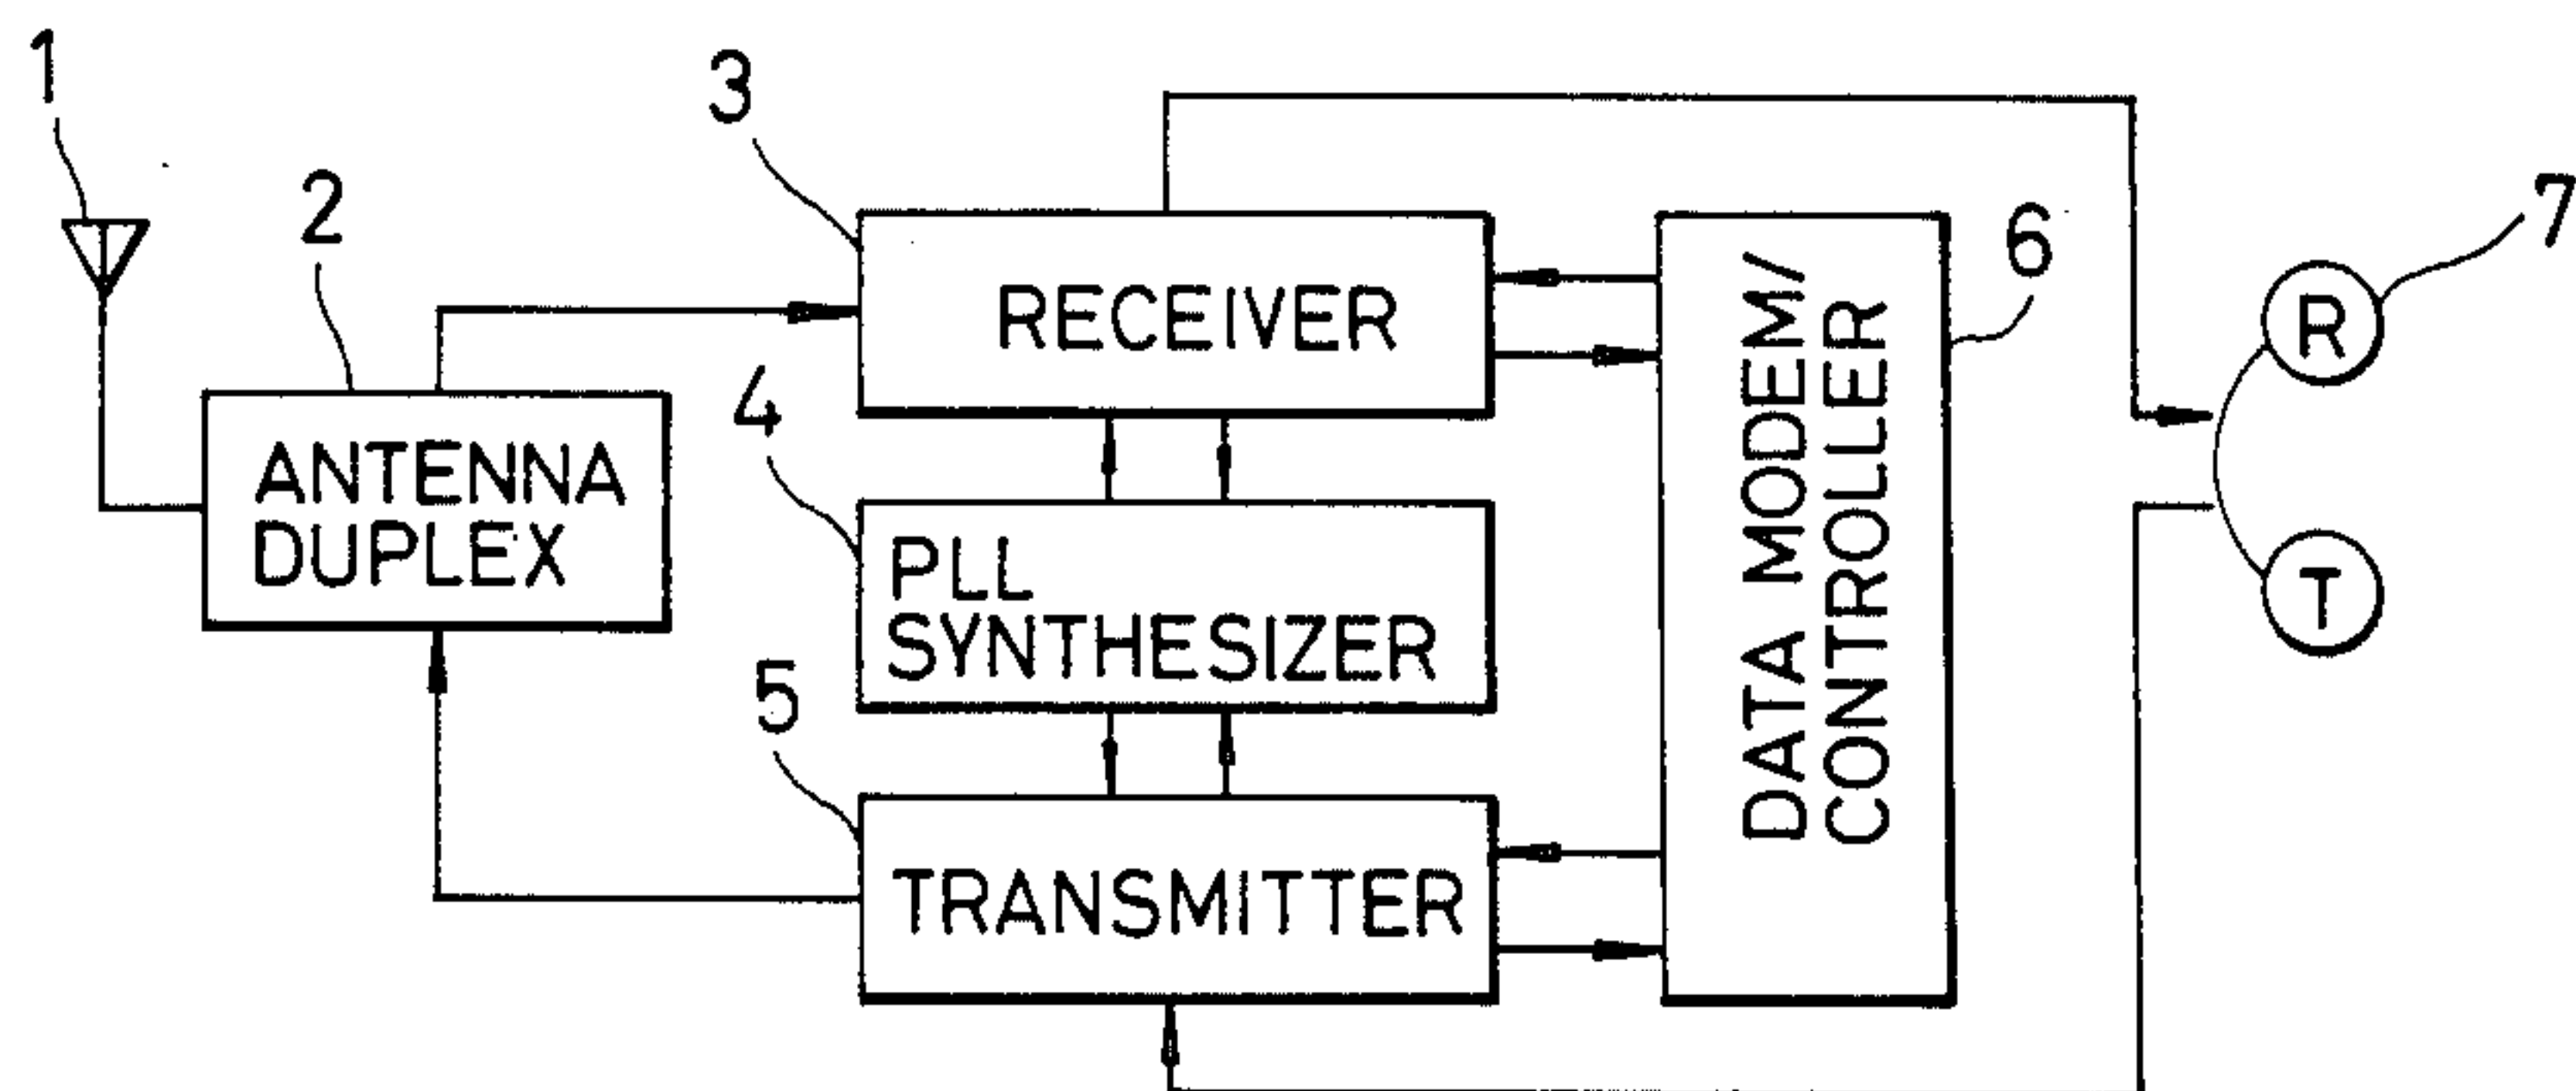 1
2
3
RECEIVER
ANTENNA
DUPLEX
4
PLL
SYNTHESIZER
5
TRANSMITTER
DATA MODEM/
CONTROLLER
6
7
R
T